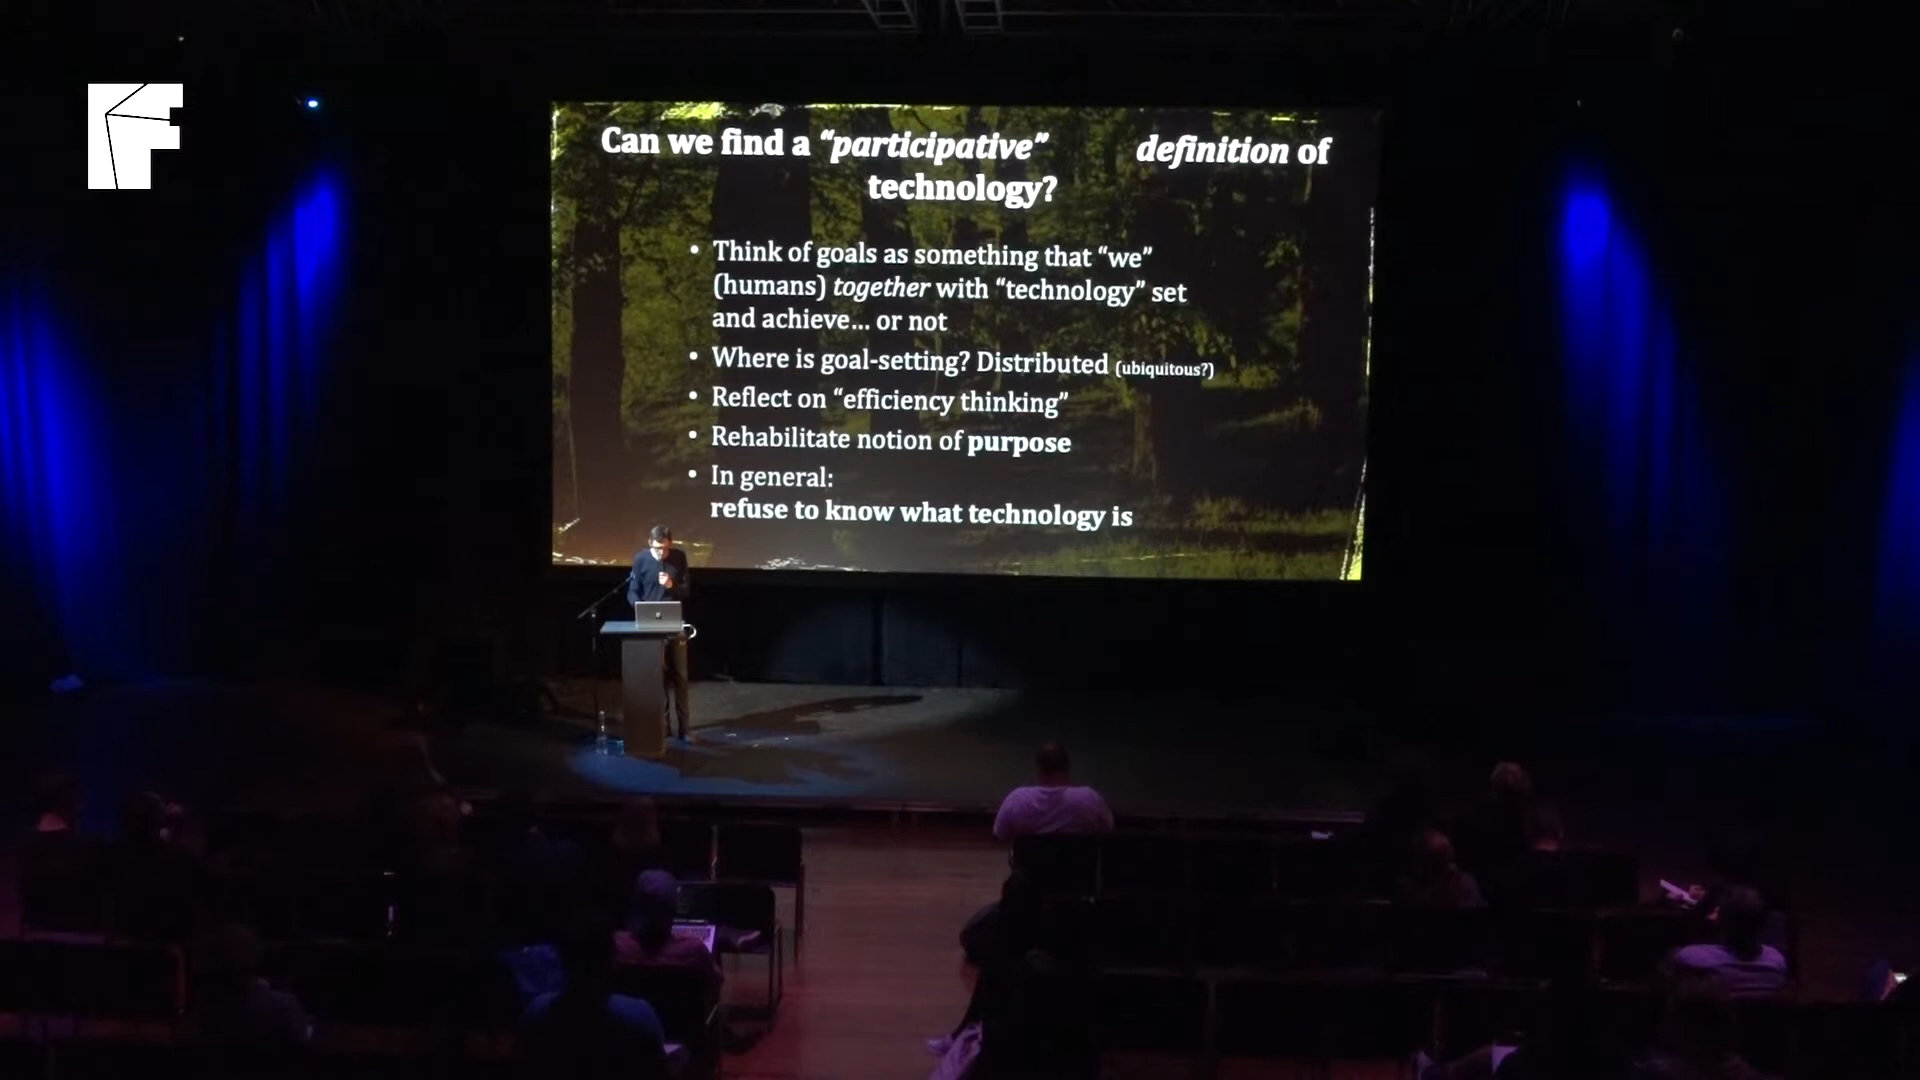 Can we find a “participative” definition of
technology?
• Think of goals as something that “we”
(humans) together with “technology” set
and achieve... or not
• Where is goal-setting? Distributed (ubiquitous?)
• Reflect on “efficiency thinking”
• Rehabilitate notion of purpose
• In general:
refuse to know what technology is